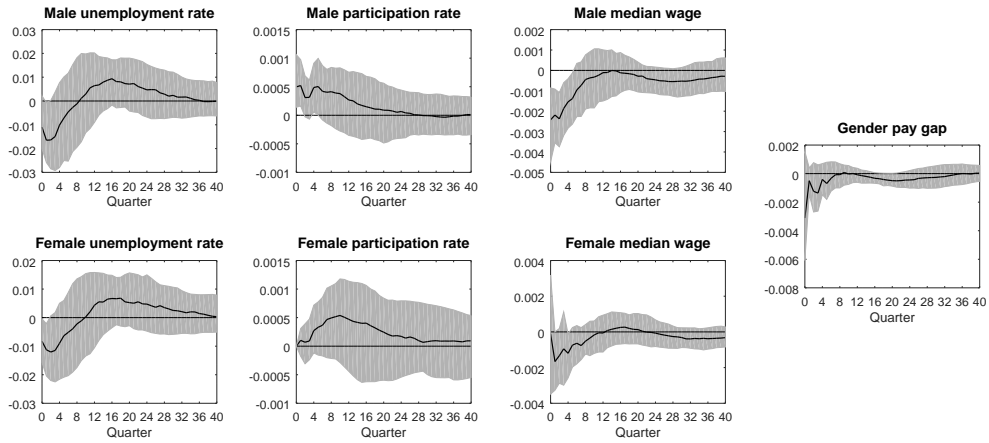 Male unemployment rate
0.03
0.02
0.01
0
-0.01
-0.02
-0.03
0 4 8 12 16 20 24 28 32 36 40
Quarter
Male participation rate
0.0015
0.001
0.0005
0
-0.0005
-0.001
0 4 8 12 16 20 24 28 32 36 40
Quarter
Male median wage
0.002
0.001
0
-0.001
-0.002
-0.003
-0.004
-0.005
0 4 8 12 16 20 24 28 32 36 40
Quarter
Gender pay gap
0.002
0
-0.002
-0.004
-0.006
-0.008
0 4 8 12 16 20 24 28 32 36 40
Quarter
Female unemployment rate
0.02
0.01
0
-0.01
-0.02
-0.03
0 4 8 12 16 20 24 28 32 36 40
Quarter
Female participation rate
0.0015
0.001
0.0005
0
-0.0005
-0.001
0 4 8 12 16 20 24 28 32 36 40
Quarter
Female median wage
0.004
0.002
0
-0.002
-0.004
0 4 8 12 16 20 24 28 32 36 40
Quarter